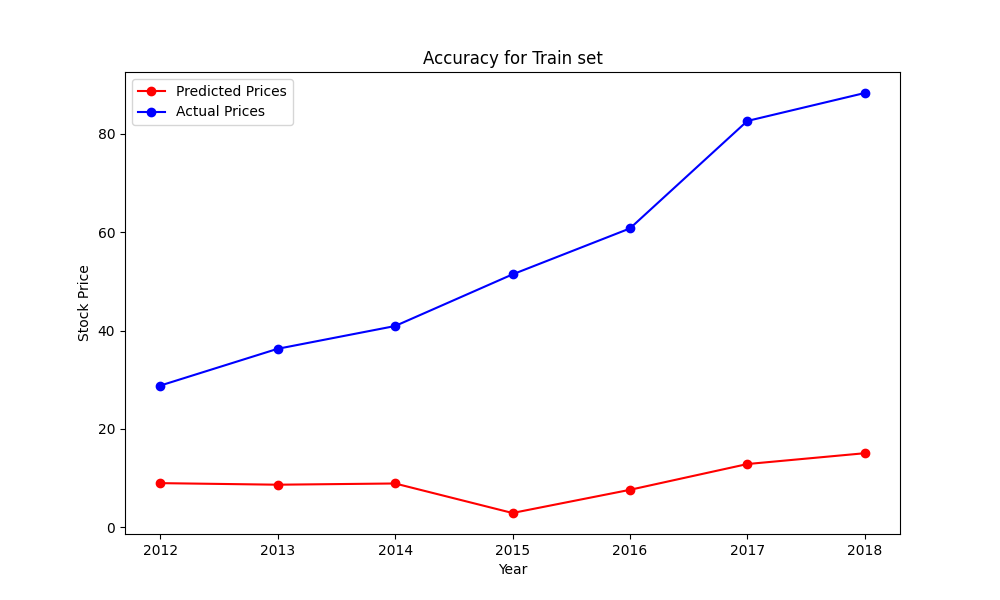 Accuracy for Train set
Predicted Prices
Actual Prices
80
60
40
20
0
Stock Price
2012 2013 2014 2015 2016 2017 2018
Year